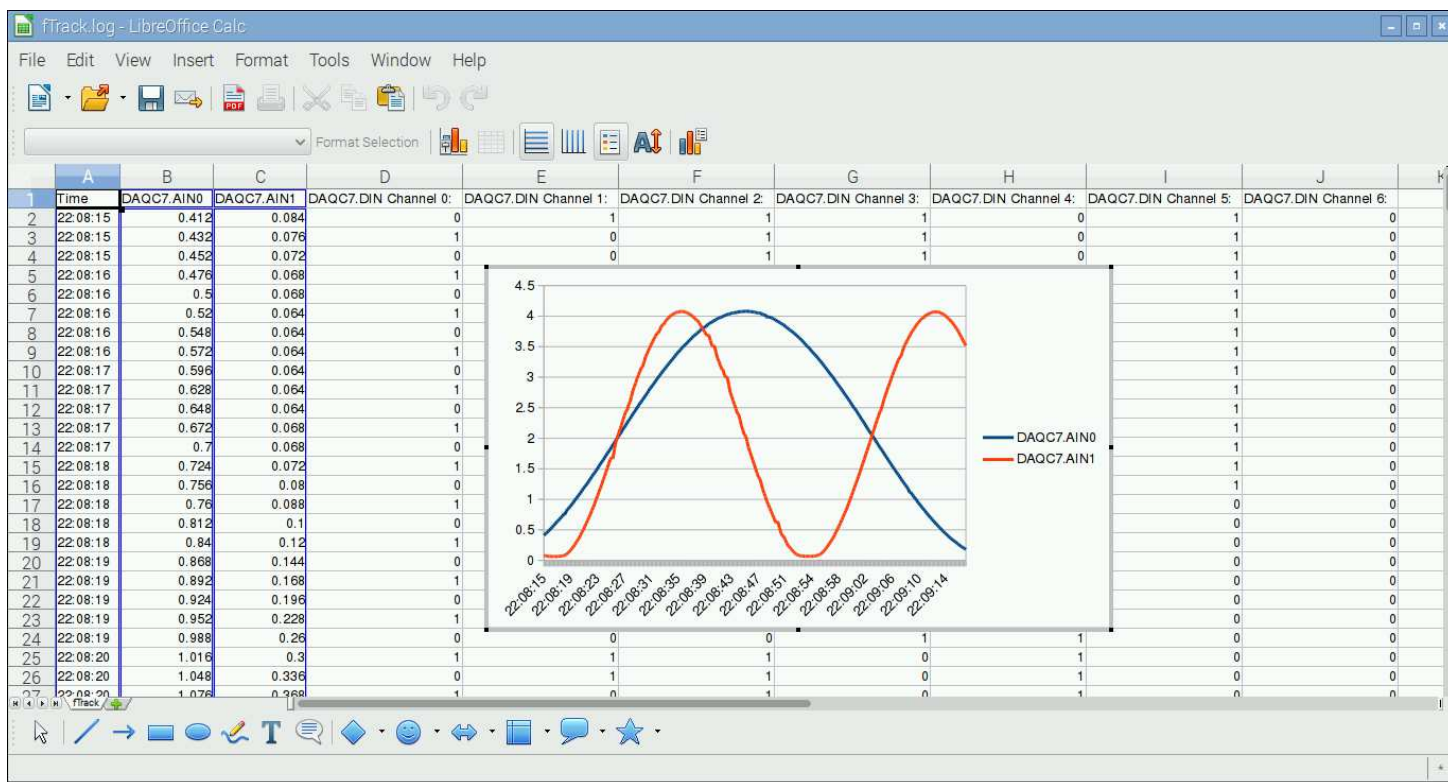 fTrack.log - LibreOffice Calc
File Edit View Insert Format Tools Window Help
PDF
Format Selection
A B C D E F G H I J K
1 Time DAQC7.AIN0 DAQC7.AIN1 DAQC7.DIN Channel 0: DAQC7.DIN Channel 1: DAQC7.DIN Channel 2: DAQC7.DIN Channel 3: DAQC7.DIN Channel 4: DAQC7.DIN Channel 5: DAQC7.DIN Channel 6:
2 22:08:15 0.412 0.084 0 1 1 1 0 1 0
3 22:08:15 0.432 0.076 1 0 1 1 0 1 0
4 22:08:15 0.452 0.072 0 0 1 1 0 1 0
5 22:08:16 0.476 0.068 1 1 0
6 22:08:16 0.5 0.068 0 1 0
7 22:08:16 0.52 0.064 1 1 0
8 22:08:16 0.548 0.064 0 1 0
9 22:08:16 0.572 0.064 1 1 0
10 22:08:17 0.596 0.064 0 1 0
11 22:08:17 0.628 0.064 1 1 0
12 22:08:17 0.648 0.064 0 1 0
13 22:08:17 0.672 0.068 1 1 0
14 22:08:17 0.7 0.068 0 1 0
15 22:08:18 0.724 0.072 1 1 0
16 22:08:18 0.756 0.08 0 1 0
17 22:08:18 0.76 0.088 1 0 0
18 22:08:18 0.812 0.1 0 0 0
19 22:08:18 0.84 0.12 1 0 0
20 22:08:19 0.868 0.144 0 0 0
21 22:08:19 0.892 0.168 1 0 0
22 22:08:19 0.924 0.196 0 0 0
23 22:08:19 0.952 0.228 1 0 0
24 22:08:19 0.988 0.26 0 0 0 1 1 0 0
25 22:08:20 1.016 0.3 1 1 1 0 1 0 0
26 22:08:20 1.048 0.336 0 1 1 0 1 0 0
27 22:08:20 1.076 0.368 1 0 1 0 1 0 0
4.5
4
3.5
3
2.5
2
1.5
1
0.5
0
22:08:15 22:08:19 22:08:23 22:08:27 22:08:31 22:08:35 22:08:39 22:08:43 22:08:47 22:08:51 22:08:54 22:08:58 22:09:02 22:09:06 22:09:10 22:09:14
DAQC7.AIN0
DAQC7.AIN1
fTrack